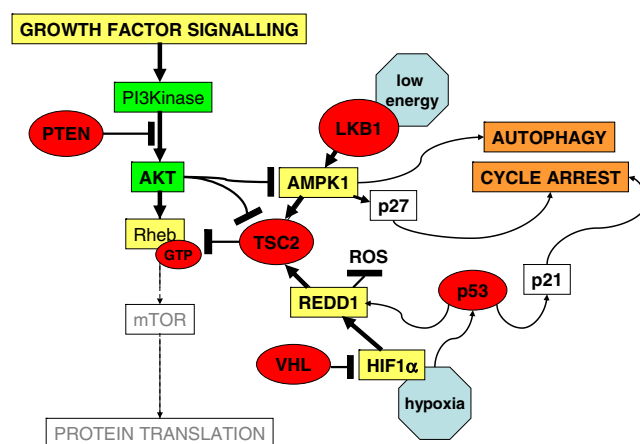 GROWTH FACTOR SIGNALLING
low
energy
PI3Kinase
LKB1
PTEN
AUTOPHAGY
AKT
AMPK1
CYCLE ARREST
p27
Rheb
GTP
TSC2
ROS
p53
p21
REDD1
mTOR
VHL
HIF1α
hypoxia
PROTEIN TRANSLATION